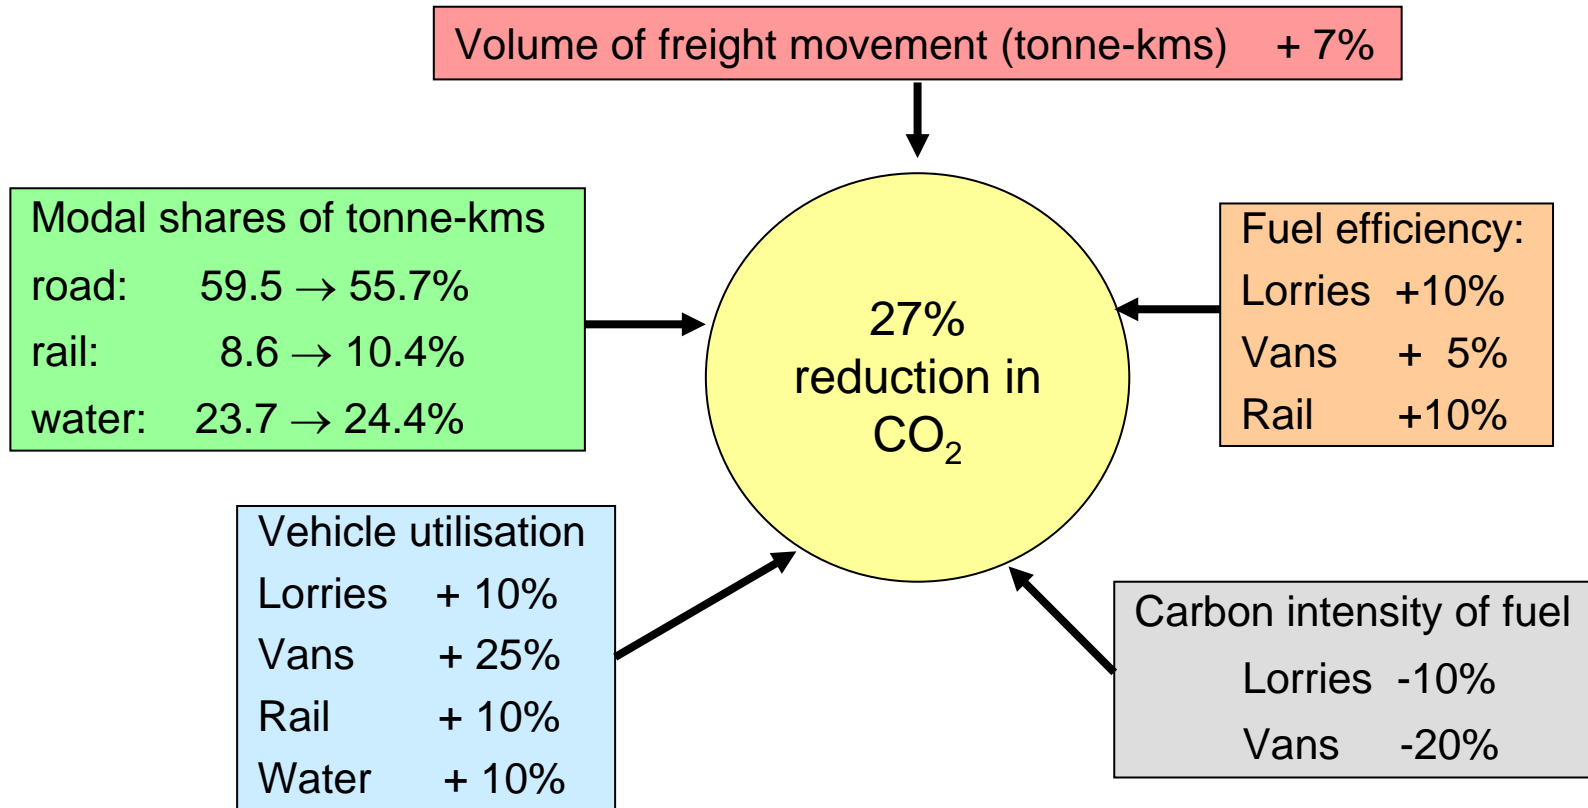 Volume of freight movement (tonne-kms) + 7%
Modal shares of tonne-kms
road: 59.5 → 55.7%
rail: 8.6 → 10.4%
water: 23.7 → 24.4%
27%
reduction in
CO₂
Fuel efficiency:
Lorries +10%
Vans + 5%
Rail +10%
Vehicle utilisation
Lorries + 10%
Vans + 25%
Rail + 10%
Water + 10%
Carbon intensity of fuel
Lorries -10%
Vans -20%